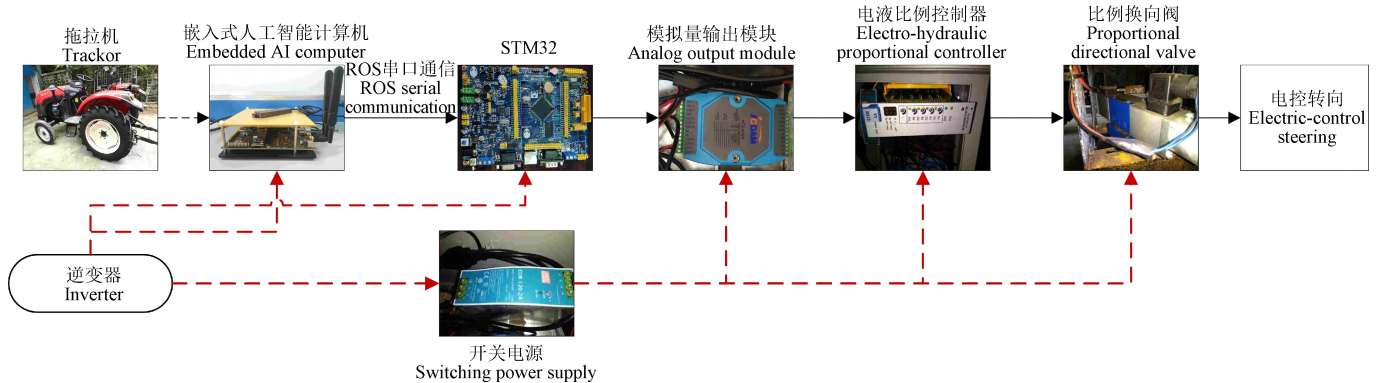 拖拉机
Trackor
嵌入式人工智能计算机
Embedded AI computer
ROS串口通信
ROS serial
communication
STM32
模拟量输出模块
Analog output module
电液比例控制器
Electro-hydraulic
proportional controller
比例换向阀
Proportional
directional valve
电控转向
Electric-control
steering
逆变器
Inverter
开关电源
Switching power supply